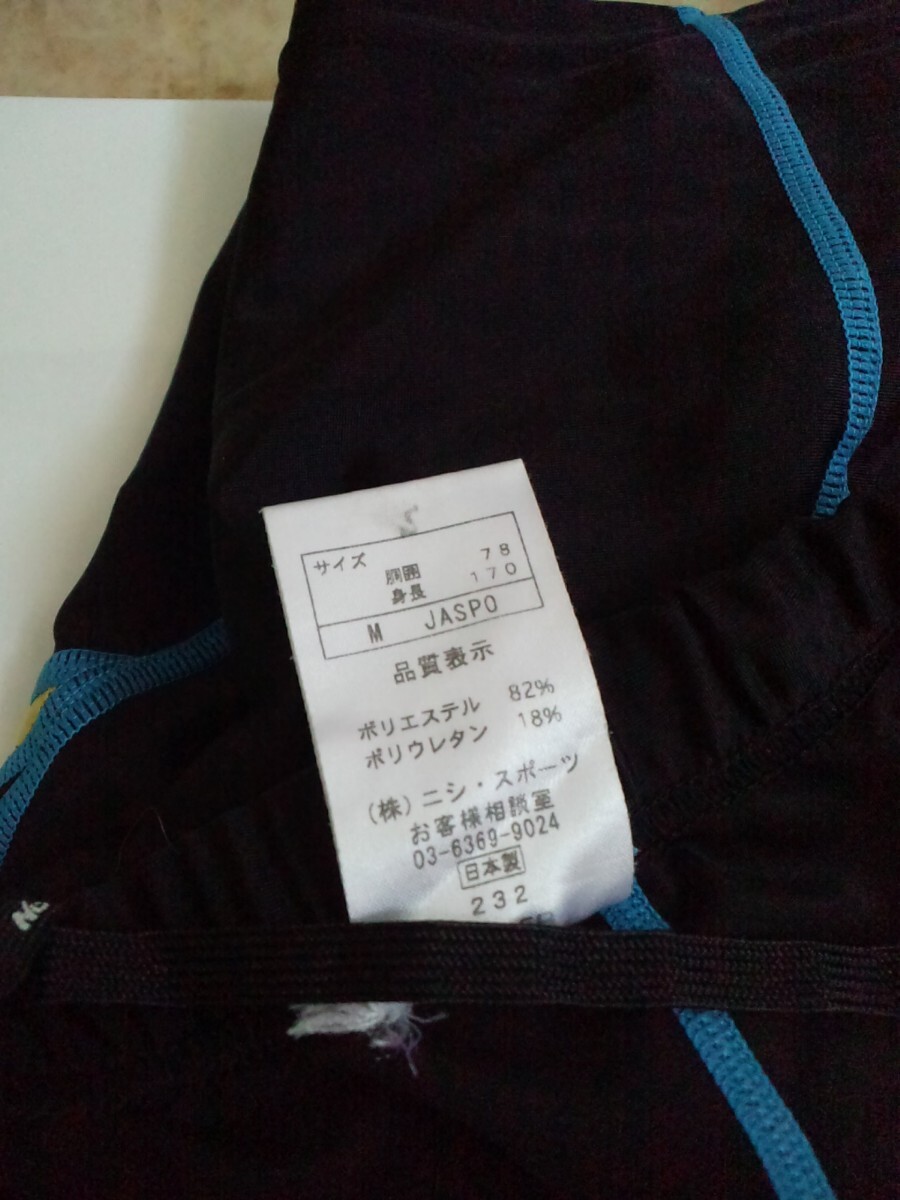 サイズ
胴囲 78
身長 170
M JASPO
品質表示
ポリエステル 82%
ポリウレタン 18%
(株)ニシ・スポーツ
お客様相談室
03-6369-9024
日本製
232